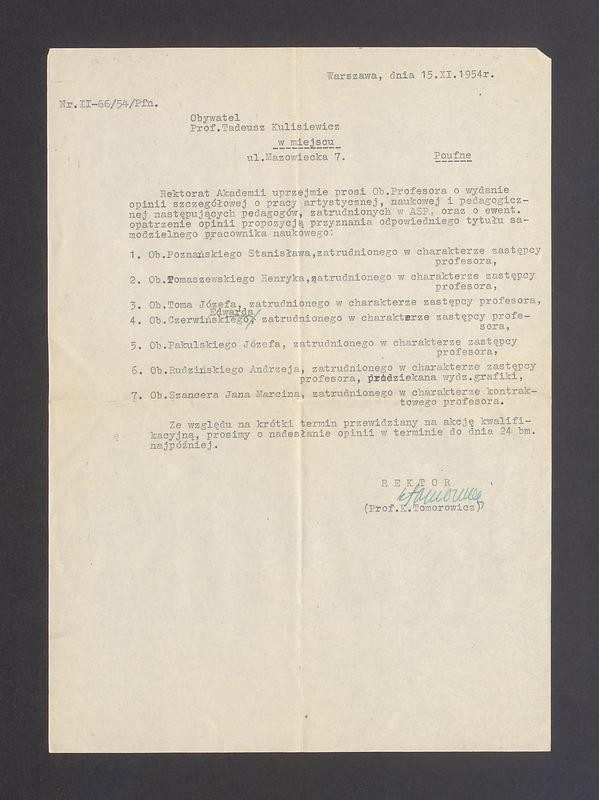 Warszawa, dnia 15.XI.1954r.
Nr.II-66/54/Pfn.
Obywatel
Prof.Tadeusz Kulisiewicz
w miejscu
ul.Mazowiecka 7.
Poufne
Rektorat Akademii uprzejmie prosi Ob.Profesora o wydanie
opinii szczegółowej o pracy artystycznej, naukowej i pedagogicz-
nej następujących pedagogów, zatrudnionych w ASP, oraz o ewent.
opatrzenie opinii propozycją przyznania odpowiedniego tytułu sa-
modzielnego pracownika naukowego:
1. Ob.Poznańskiego Stanisława,zatrudnionego w charakterze zastępcy
profesora,
2. Ob.Tomaszewskiego Henryka,zatrudnionego w charakterze zastępcy
profesora,
3. Ob.Toma Józefa, zatrudnionego w charakterze zastępcy profesora,
Edwarda
4. Ob.Czerwińskiego, zatrudnionego w charakterze zastępcy profe-
sora,
5. Ob.Pakulskiego Józefa, zatrudnionego w charakterze zastępcy
profesora,
6. Ob.Rudzińskiego Andrzeja, zatrudnionego w charakterze zastępcy
profesora, prodziekana wydz.grafiki,
7. Ob.Szancera Jana Marcina, zatrudnionego w charakterze kontrak-
towego profesora.
Ze względu na krótki termin przewidziany na akcję kwalifi-
kacyjną, prosimy o nadesłanie opinii w terminie do dnia 24 bm.
najpóźniej.
R E K T O R
(Prof.K.Tomorowicz)